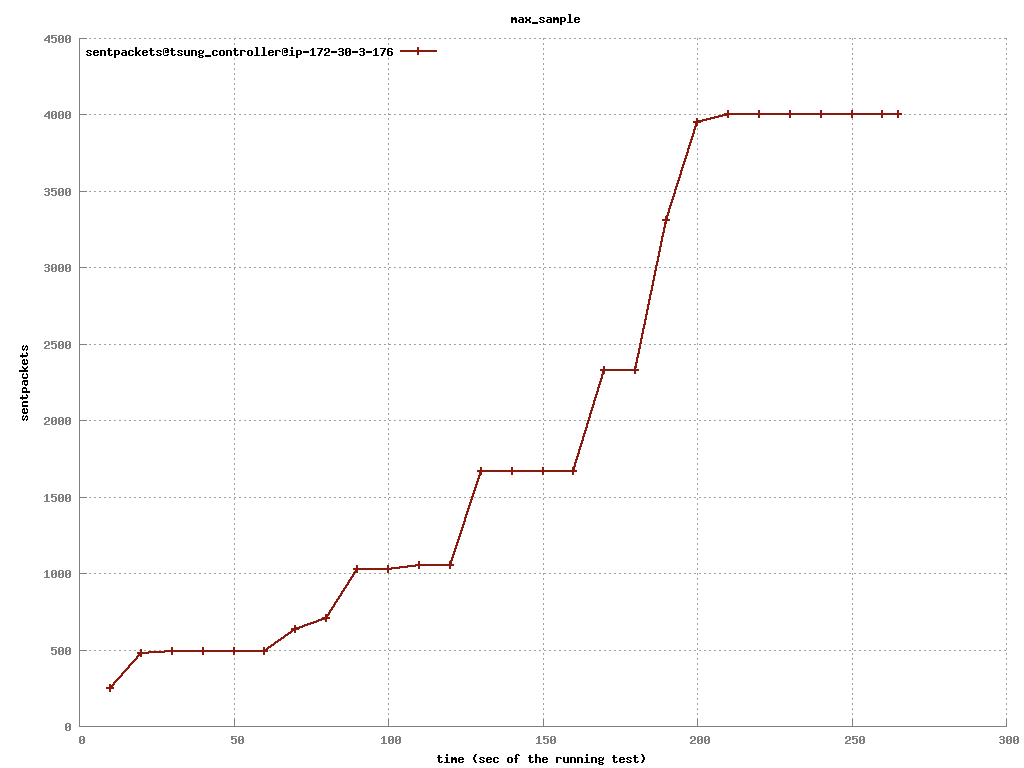 max_sample
sentpackets@tsung_controller@ip-172-30-3-176
4500
4000
3500
3000
2500
2000
1500
1000
500
0
sentpackets
0 50 100 150 200 250 300
time (sec of the running test)